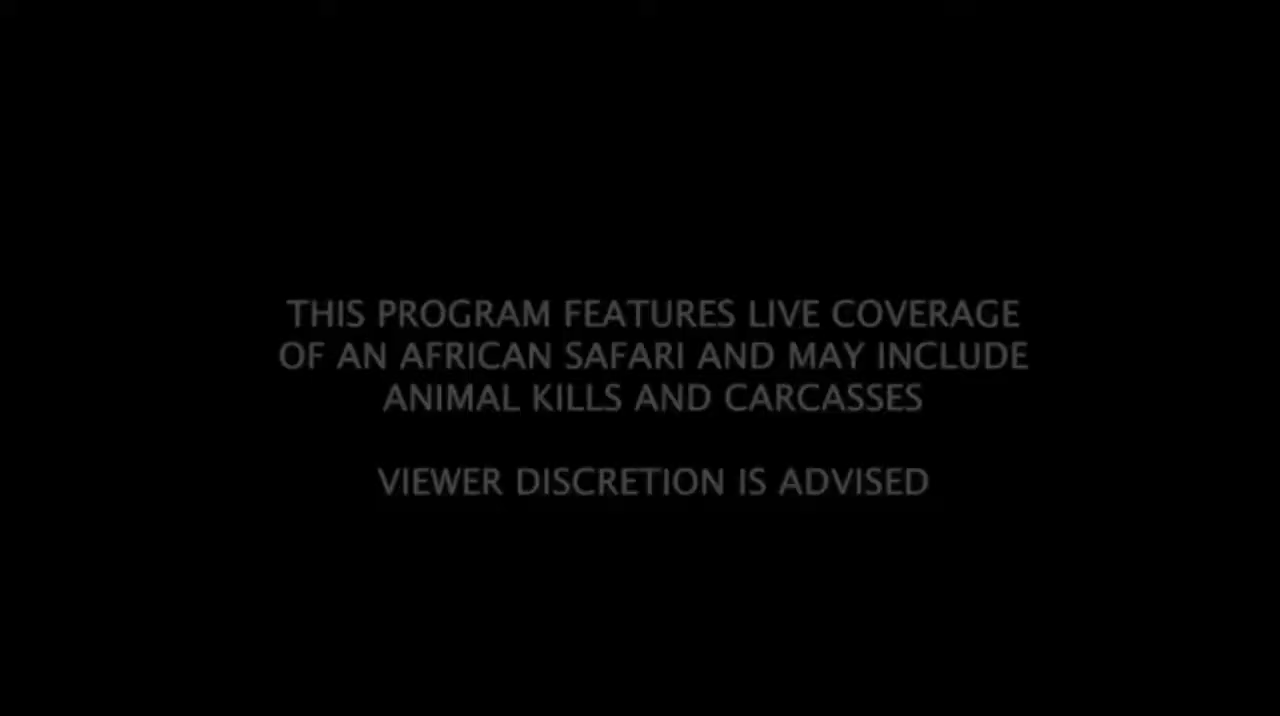 THIS PROGRAM FEATURES LIVE COVERAGE
OF AN AFRICAN SAFARI AND MAY INCLUDE
ANIMAL KILLS AND CARCASSES
VIEWER DISCRETION IS ADVISED